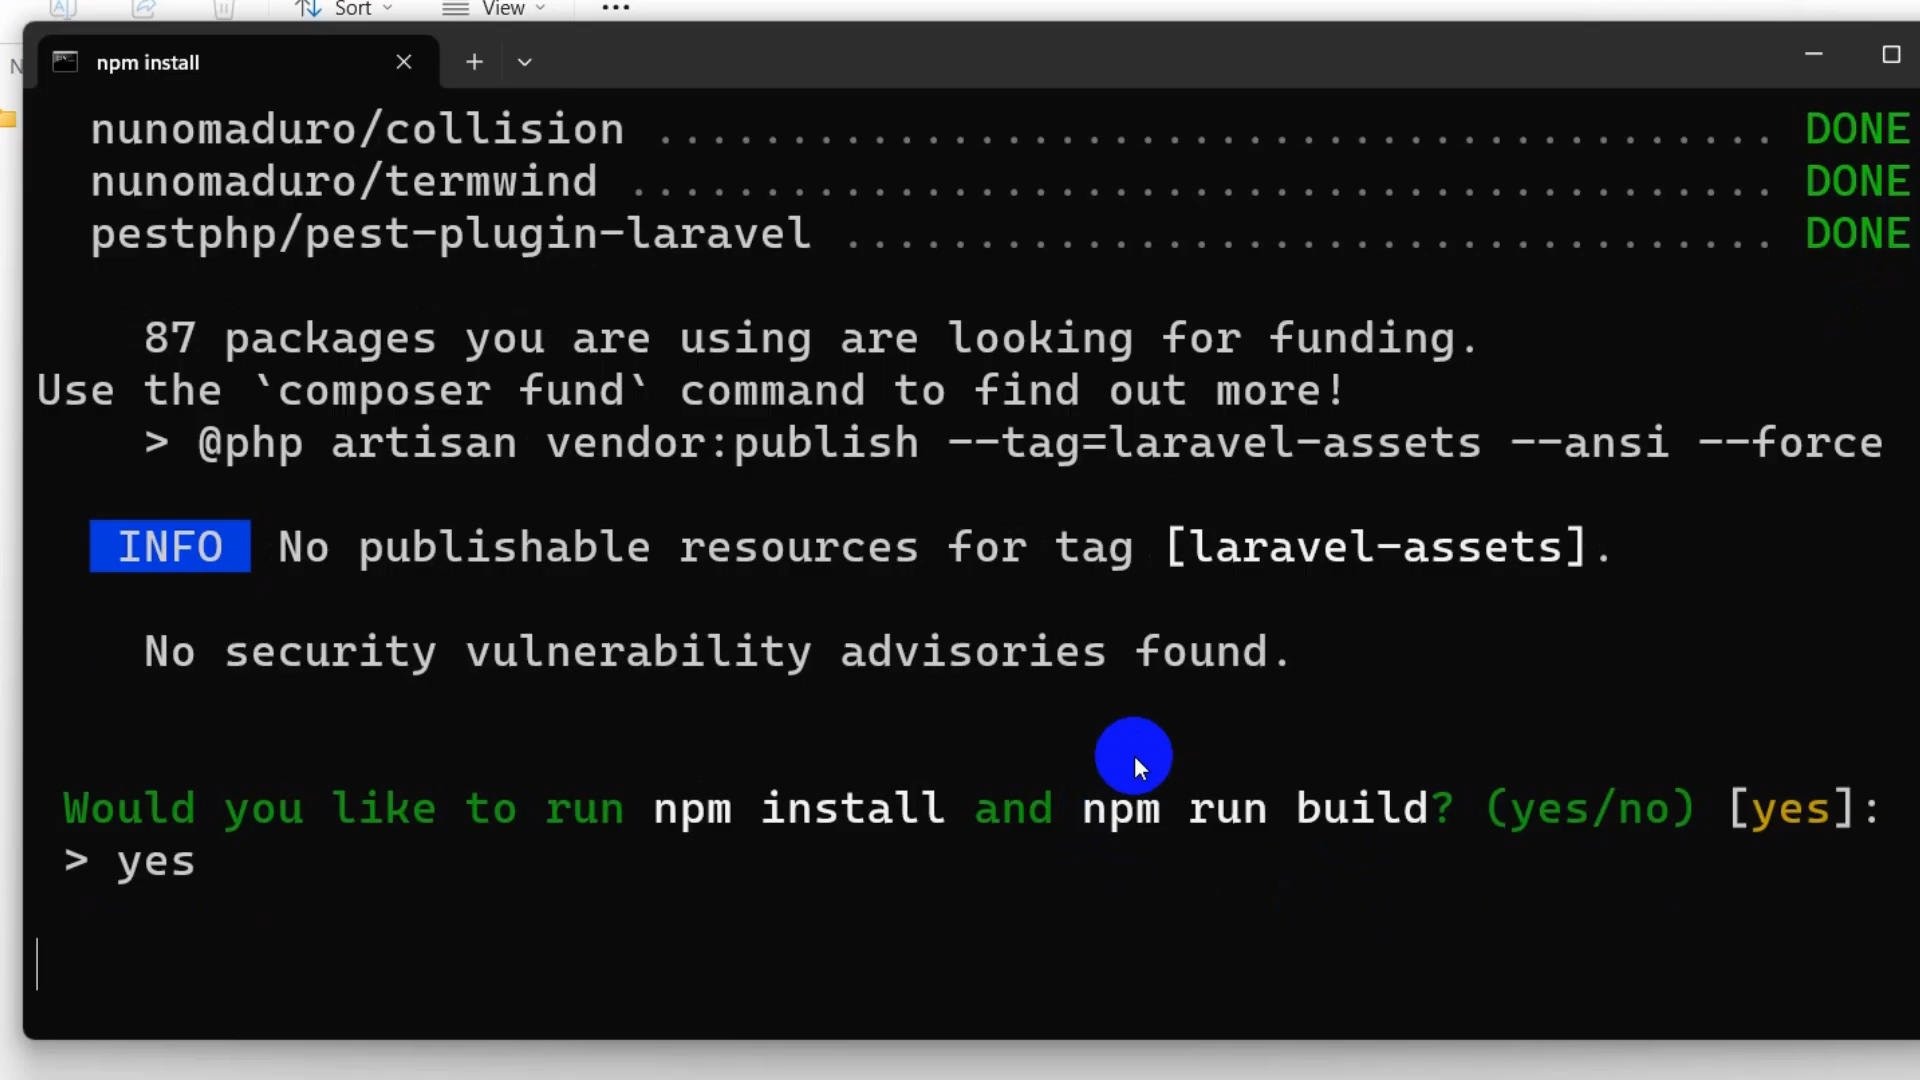 Sort
View
N
npm install
nunomaduro/collision ......................................... DONE
nunomaduro/termwind .......................................... DONE
pestphp/pest-plugin-laravel ................................... DONE
87 packages you are using are looking for funding.
Use the `composer fund` command to find out more!
> @php artisan vendor:publish --tag=laravel-assets --ansi --force
INFO No publishable resources for tag [laravel-assets].
No security vulnerability advisories found.
Would you like to run npm install and npm run build? (yes/no) [yes]:
> yes